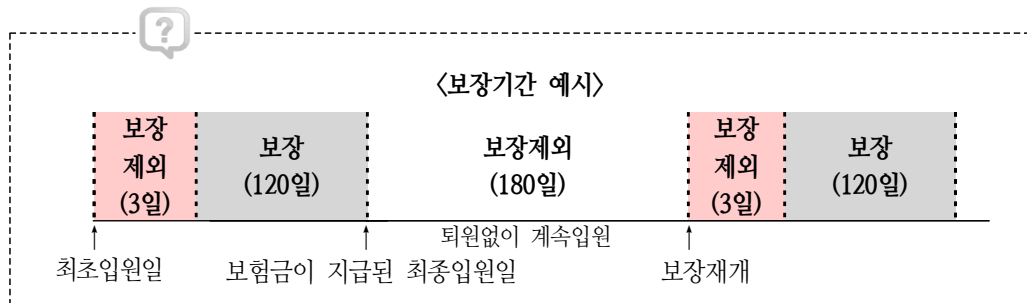 ?
〈보장기간 예시〉
보장
제외
(3일)
보장
(120일)
보장제외
(180일)
보장
제외
(3일)
보장
(120일)
퇴원없이 계속입원
최초입원일
보험금이 지급된 최종입원일
보장재개